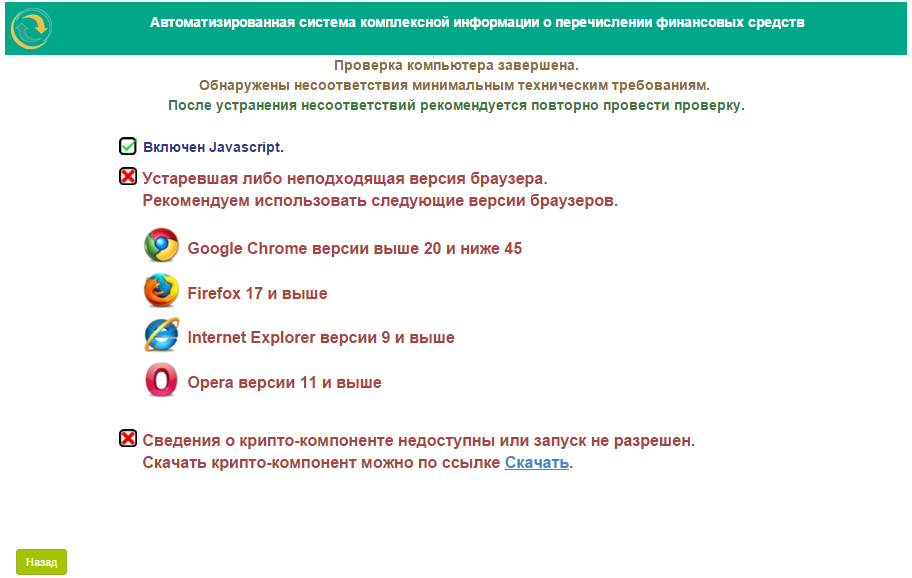 Автоматизированная система комплексной информации о перечислении финансовых средств
Проверка компьютера завершена.
Обнаружены несоответствия минимальным техническим требованиям.
После устранения несоответствий рекомендуется повторно провести проверку.
Включен Javascript.
Устаревшая либо неподходящая версия браузера.
Рекомендуем использовать следующие версии браузеров.
Google Chrome версии выше 20 и ниже 45
Firefox 17 и выше
Internet Explorer версии 9 и выше
Opera версии 11 и выше
Сведения о крипто-компоненте недоступны или запуск не разрешен.
Скачать крипто-компонент можно по ссылке Скачать.
Назад